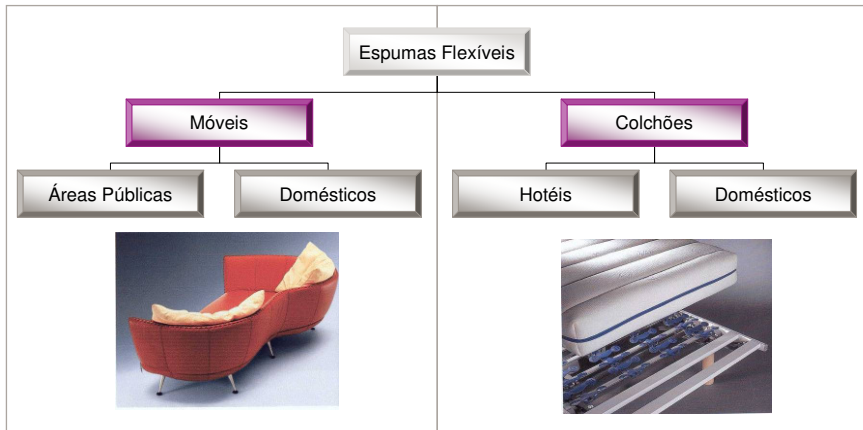 Espumas Flexíveis
Móveis
Colchões
Áreas Públicas
Domésticos
Hotéis
Domésticos